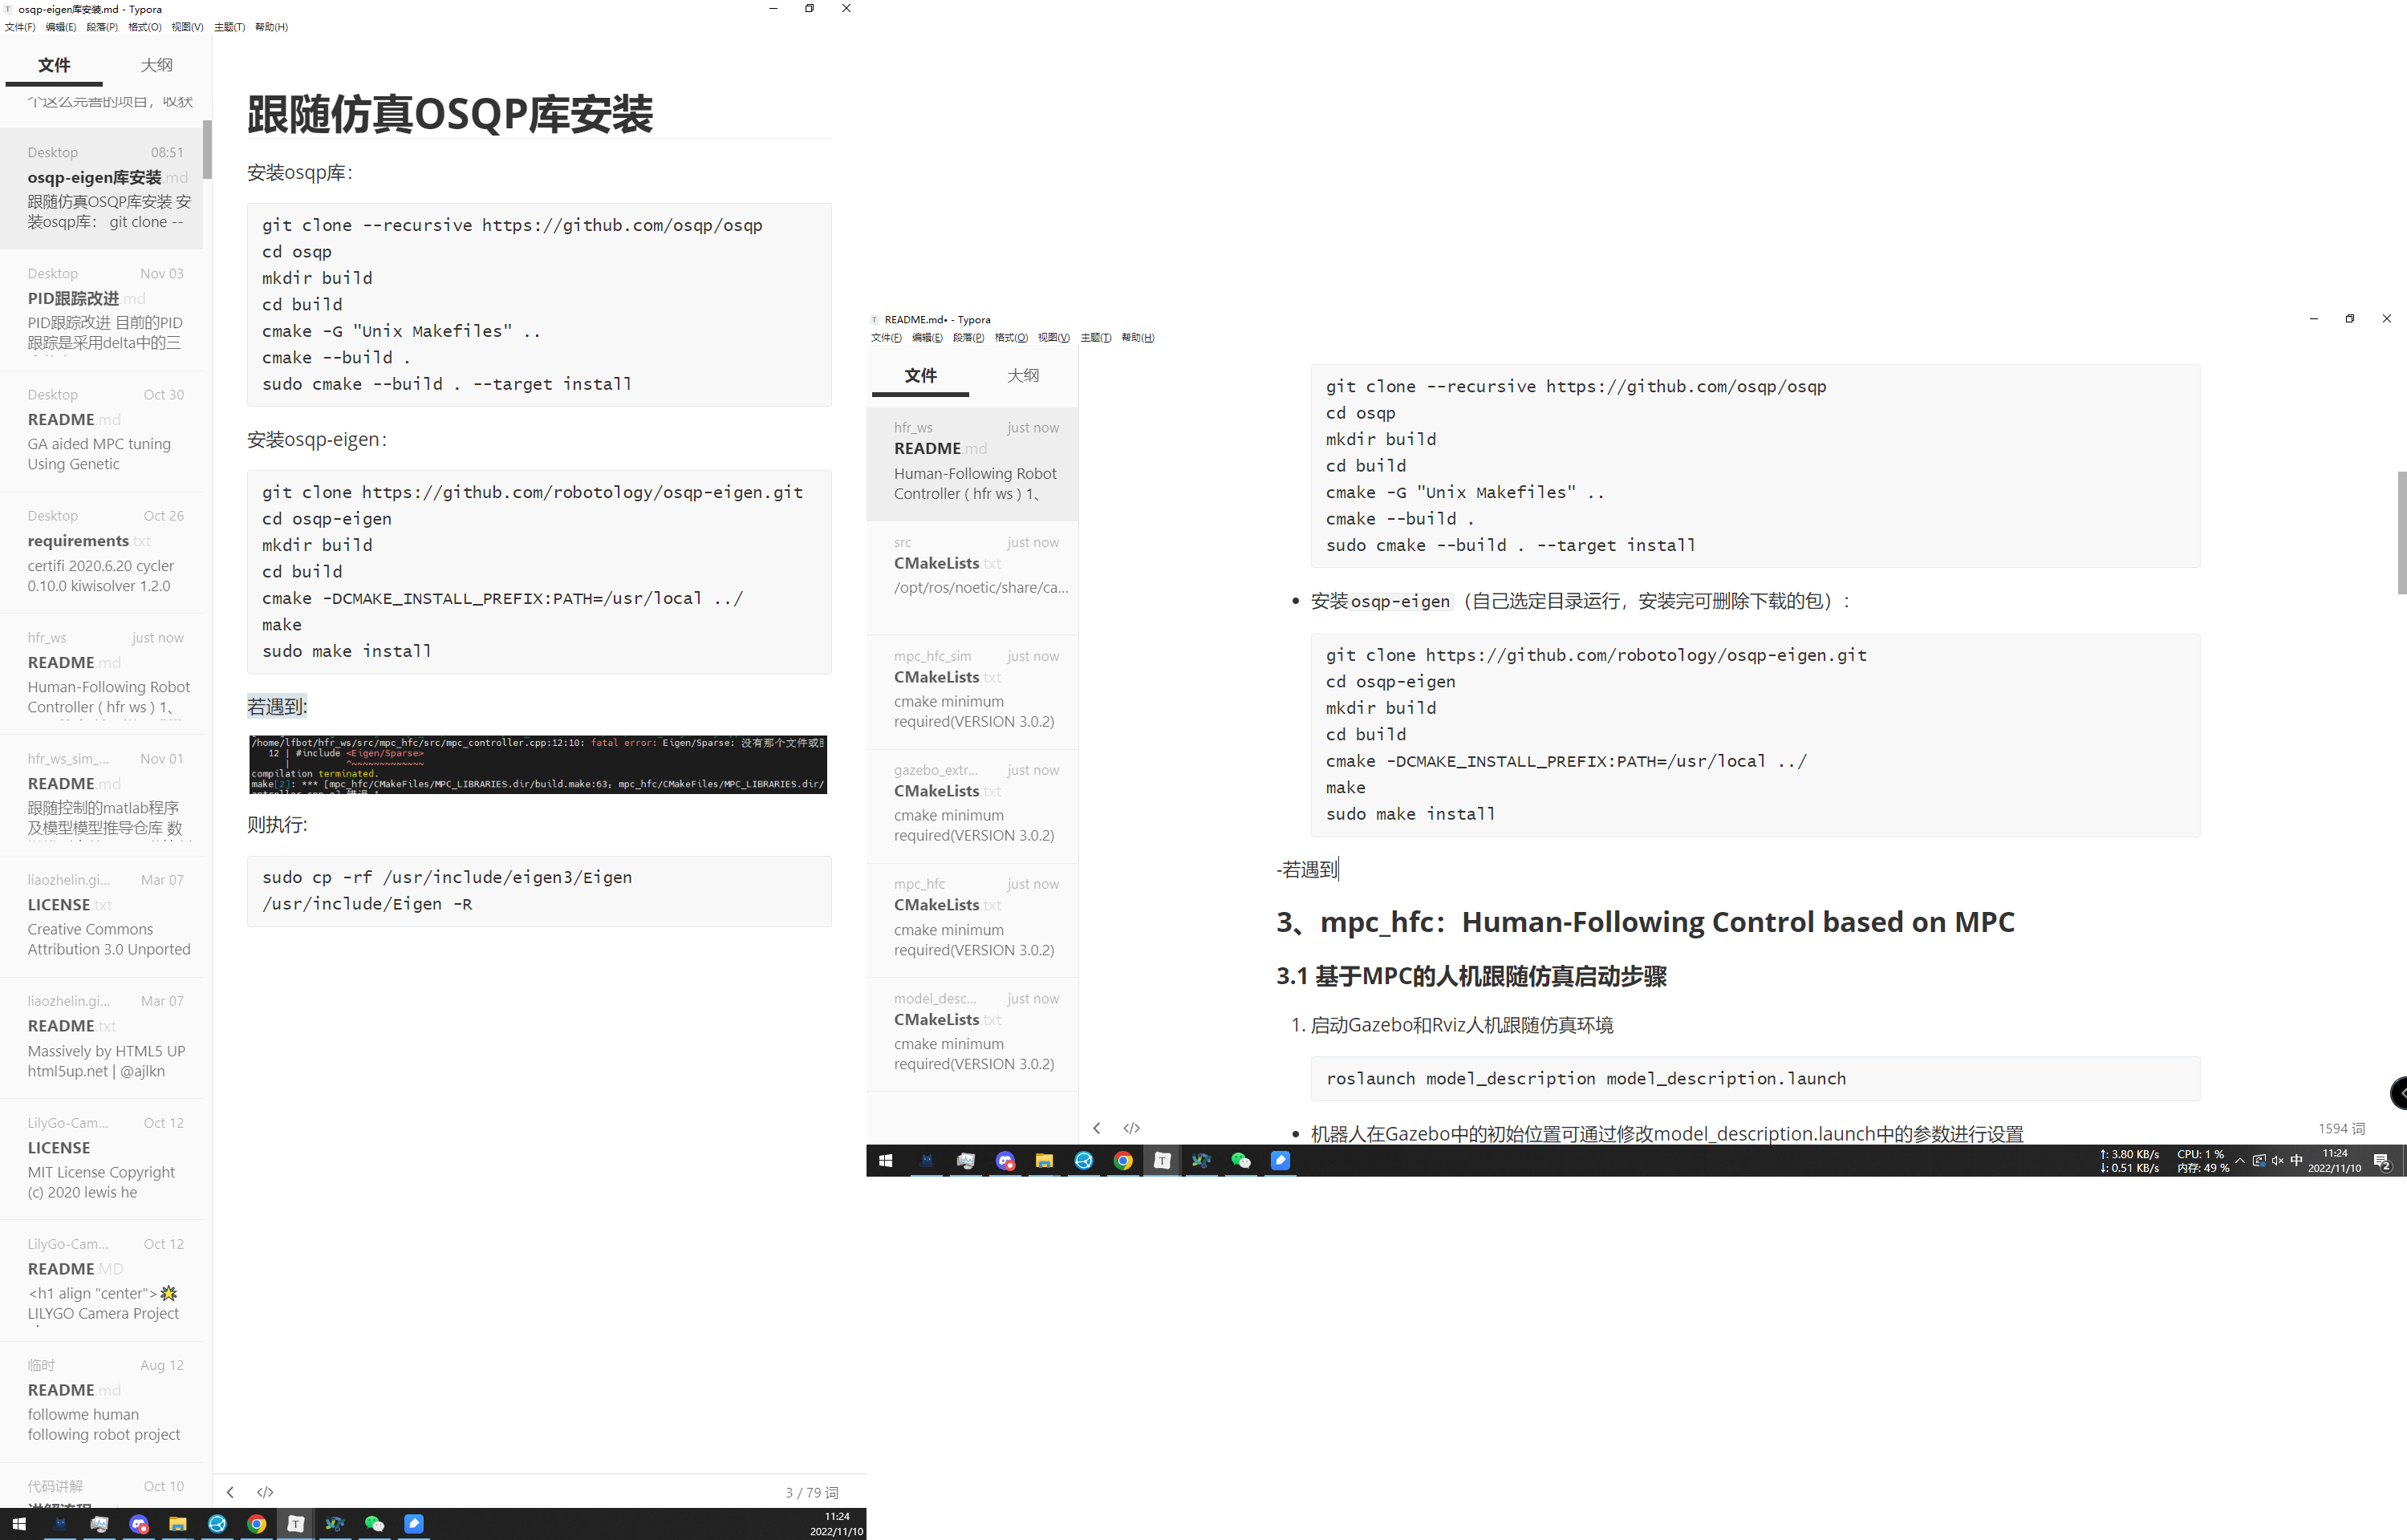 osqp-eigen库安装.md - Typora
文件(F) 编辑(E) 段落(P) 格式(O) 视图(V) 主题(T) 帮助(H)
文件 大纲
个这么完善的项目，收获
Desktop 08:51
osqp-eigen库安装.md
跟随仿真OSQP库安装 安
装osqp库： git clone --
Desktop Nov 03
PID跟踪改进.md
PID跟踪改进 目前的PID
跟踪是采用delta中的三
Desktop Oct 30
README.md
GA aided MPC tuning
Using Genetic
Desktop Oct 26
requirements.txt
certifi 2020.6.20 cycler
0.10.0 kiwisolver 1.2.0
hfr_ws just now
README.md
Human-Following Robot
Controller ( hfr ws ) 1、
hfr_ws_sim_... Nov 01
README.md
跟随控制的matlab程序
及模型模型推导仓库 数
liaozhelin.gi... Mar 07
LICENSE.txt
Creative Commons
Attribution 3.0 Unported
liaozhelin.gi... Mar 07
README.txt
Massively by HTML5 UP
html5up.net | @ajlkn
LilyGo-Cam... Oct 12
LICENSE
MIT License Copyright
(c) 2020 lewis he
LilyGo-Cam... Oct 12
README.MD
<h1 align "center">🌟
LILYGO Camera Project
临时 Aug 12
README.md
followme human
following robot project
代码讲解 Oct 10
跟随仿真OSQP库安装
安装osqp库：
git clone --recursive https://github.com/osqp/osqp
cd osqp
mkdir build
cd build
cmake -G "Unix Makefiles" ..
cmake --build .
sudo cmake --build . --target install
安装osqp-eigen：
git clone https://github.com/robotology/osqp-eigen.git
cd osqp-eigen
mkdir build
cd build
cmake -DCMAKE_INSTALL_PREFIX:PATH=/usr/local ../
make
sudo make install
若遇到:
/home/lfbot/hfr_ws/src/mpc_hfc/src/mpc_controller.cpp:12:10: fatal error: Eigen/Sparse: 没有那个文件或
12 | #include <Eigen/Sparse>
| ^~~~~~~~~~~~~~
compilation terminated.
make[2]: *** [mpc_hfc/CMakeFiles/MPC_LIBRARIES.dir/build.make:63: mpc_hfc/CMakeFiles/MPC_LIBRARIES.dir/
则执行:
sudo cp -rf /usr/include/eigen3/Eigen
/usr/include/Eigen -R
3 / 79 词
11:24
2022/11/10
README.md• - Typora
文件(F) 编辑(E) 段落(P) 格式(O) 视图(V) 主题(T) 帮助(H)
文件 大纲
hfr_ws just now
README.md
Human-Following Robot
Controller ( hfr ws ) 1、
src just now
CMakeLists.txt
/opt/ros/noetic/share/ca...
mpc_hfc_sim just now
CMakeLists.txt
cmake minimum
required(VERSION 3.0.2)
gazebo_extr... just now
CMakeLists.txt
cmake minimum
required(VERSION 3.0.2)
mpc_hfc just now
CMakeLists.txt
cmake minimum
required(VERSION 3.0.2)
model_desc... just now
CMakeLists.txt
cmake minimum
required(VERSION 3.0.2)
git clone --recursive https://github.com/osqp/osqp
cd osqp
mkdir build
cd build
cmake -G "Unix Makefiles" ..
cmake --build .
sudo cmake --build . --target install
• 安装osqp-eigen（自己选定目录运行，安装完可删除下载的包）：
git clone https://github.com/robotology/osqp-eigen.git
cd osqp-eigen
mkdir build
cd build
cmake -DCMAKE_INSTALL_PREFIX:PATH=/usr/local ../
make
sudo make install
-若遇到
3、mpc_hfc：Human-Following Control based on MPC
3.1 基于MPC的人机跟随仿真启动步骤
1. 启动Gazebo和Rviz人机跟随仿真环境
roslaunch model_description model_description.launch
• 机器人在Gazebo中的初始位置可通过修改model_description.launch中的参数进行设置
1594 词
↑: 3.80 KB/s CPU: 1 %
↓: 0.51 KB/s 内存: 49 %
中
11:24
2022/11/10
2